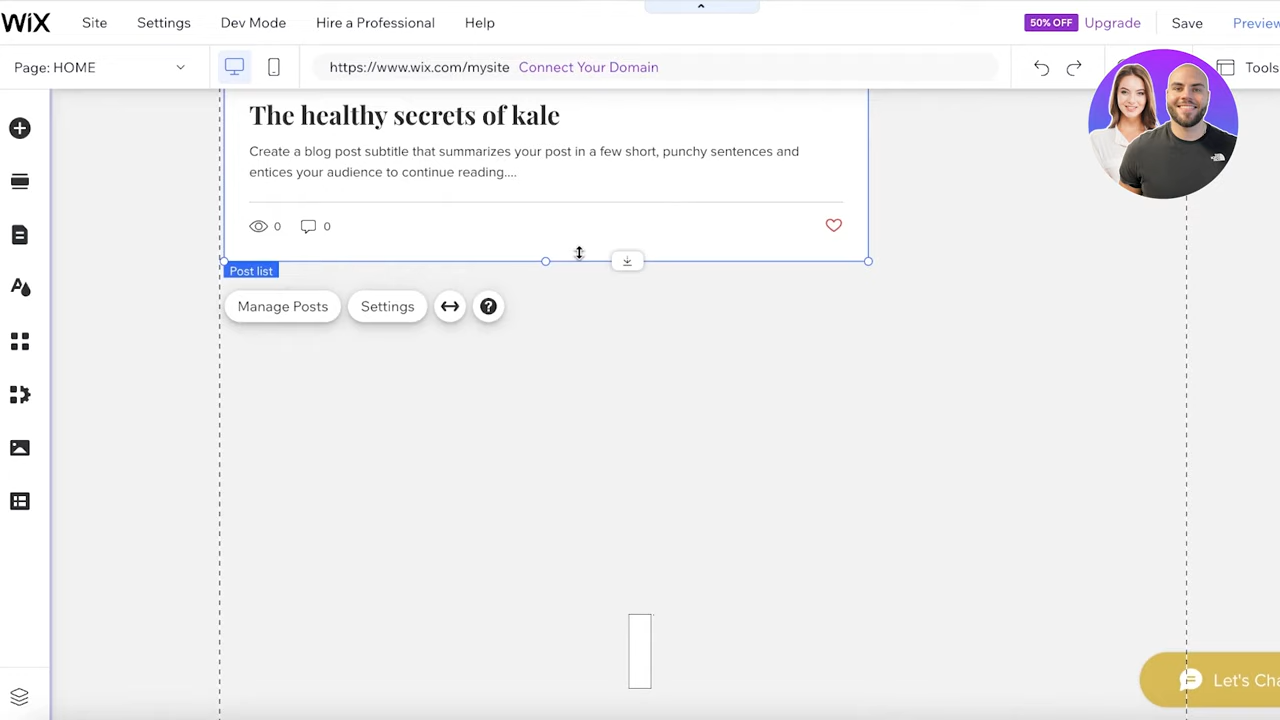 WiX Site Settings Dev Mode Hire a Professional Help 50% OFF Upgrade Save Preview
Page: HOME https://www.wix.com/mysite Connect Your Domain Tools
The healthy secrets of kale
Create a blog post subtitle that summarizes your post in a few short, punchy sentences and
entices your audience to continue reading....
0 0
Post list
Manage Posts Settings ?
Let's Cha